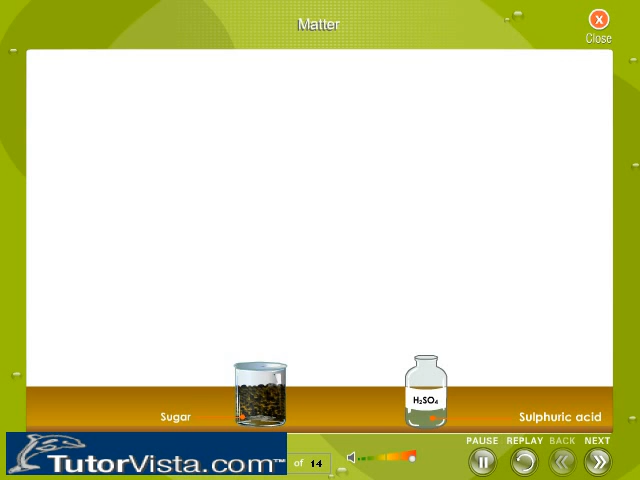 Matter
X
Close
H₂SO₄
Sugar
Sulphuric acid
PAUSE REPLAY BACK NEXT
TutorVista.com™
of 14